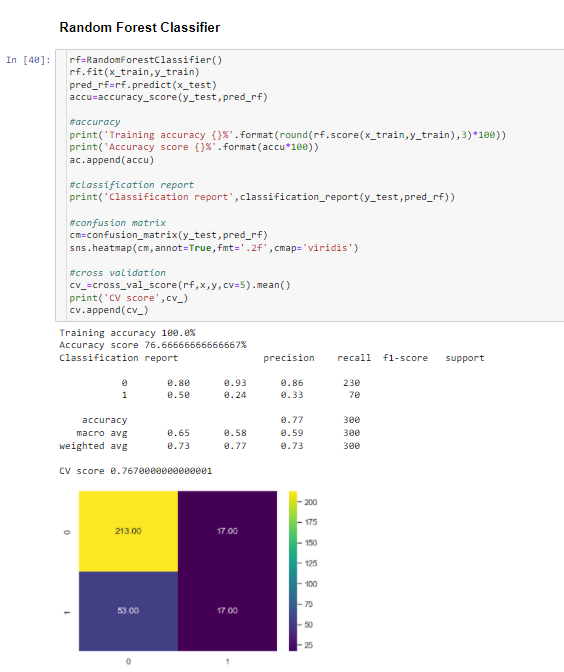 Random Forest Classifier
In [40]:
rf=RandomForestClassifier()
rf.fit(x_train,y_train)
pred_rf=rf.predict(x_test)
accu=accuracy_score(y_test,pred_rf)
#accuracy
print('Training accuracy {}%'.format(round(rf.score(x_train,y_train),3)*100))
print('Accuracy score {}%'.format(accu*100))
ac.append(accu)
#classification report
print('Classification report',classification_report(y_test,pred_rf))
#confusion matrix
cm=confusion_matrix(y_test,pred_rf)
sns.heatmap(cm,annot=True,fmt='.2f',cmap='viridis')
#cross validation
cv_=cross_val_score(rf,x,y,cv=5).mean()
print('CV score',cv_)
cv.append(cv_)
Training accuracy 100.0%
Accuracy score 76.66666666666667%
Classification report precision recall f1-score support
0 0.80 0.93 0.86 230
1 0.50 0.24 0.33 70
accuracy 0.77 300
macro avg 0.65 0.58 0.59 300
weighted avg 0.73 0.77 0.73 300
CV score 0.7670000000000001
200
0 213.00 17.00
175
150
125
100
1 53.00 17.00
75
50
25
0 1